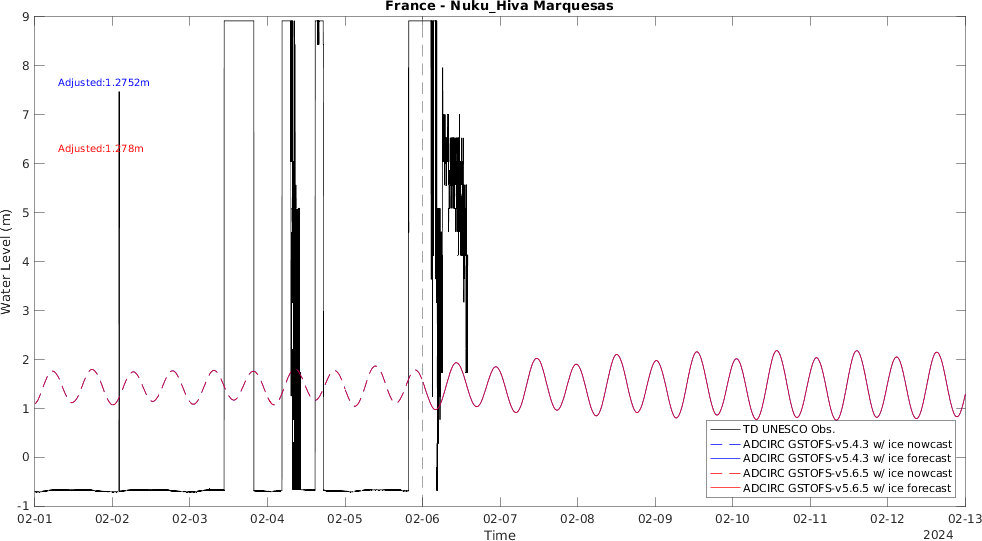 France - Nuku_Hiva Marquesas
9
8
7
6
5
4
3
2
1
0
-1
Water Level (m)
Adjusted:1.2752m
Adjusted:1.278m
TD UNESCO Obs.
ADCIRC GSTOFS-v5.4.3 w/ ice nowcast
ADCIRC GSTOFS-v5.4.3 w/ ice forecast
ADCIRC GSTOFS-v5.6.5 w/ ice nowcast
ADCIRC GSTOFS-v5.6.5 w/ ice forecast
02-01 02-02 02-03 02-04 02-05 02-06 02-07 02-08 02-09 02-10 02-11 02-12 02-13
Time
2024